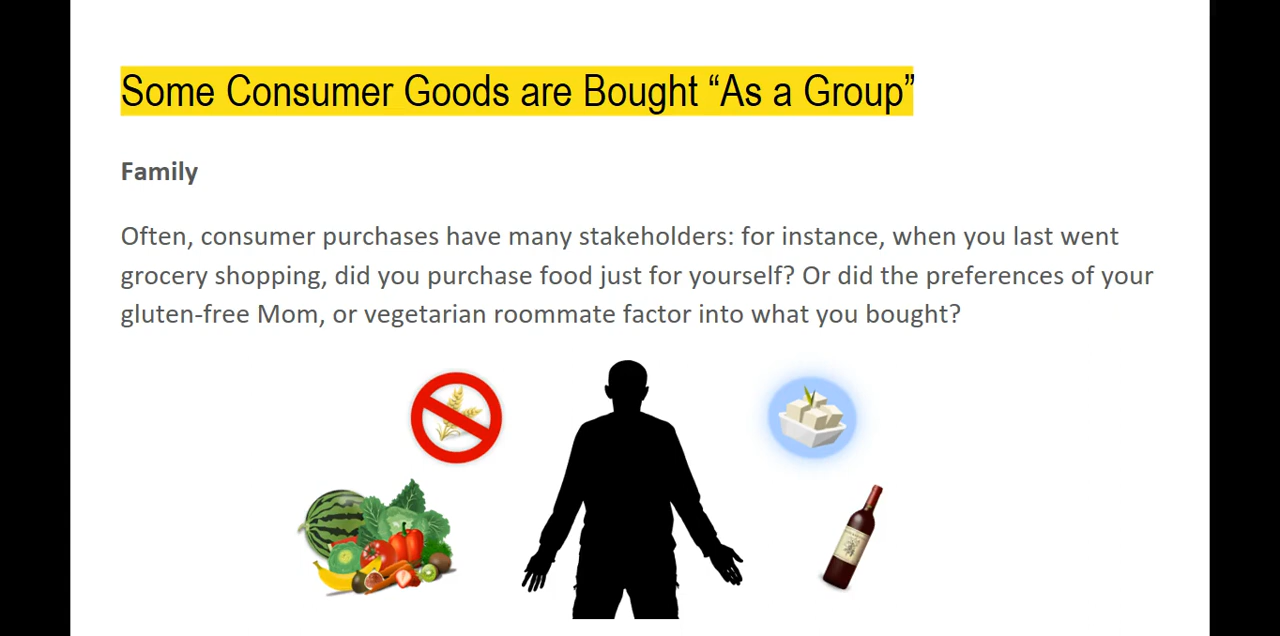 Some Consumer Goods are Bought “As a Group”
Family
Often, consumer purchases have many stakeholders: for instance, when you last went
grocery shopping, did you purchase food just for yourself? Or did the preferences of your
gluten-free Mom, or vegetarian roommate factor into what you bought?